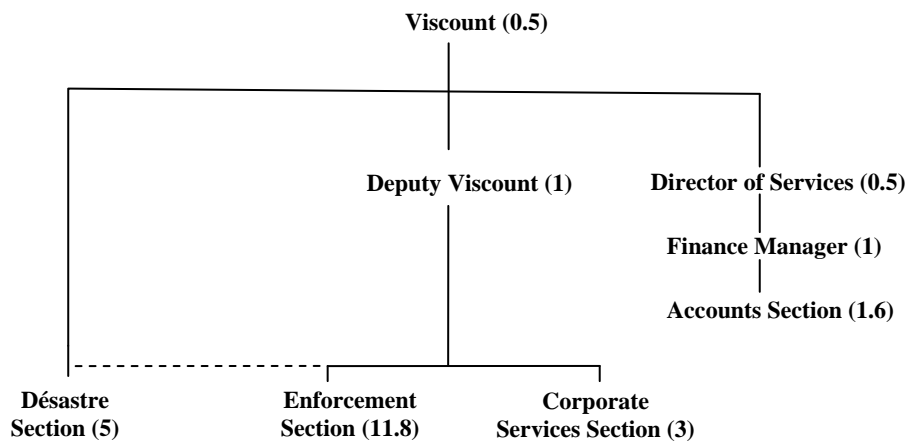 Viscount (0.5)
Deputy Viscount (1)
Director of Services (0.5)
Finance Manager (1)
Accounts Section (1.6)
Désastre
Section (5)
Enforcement
Section (11.8)
Corporate
Services Section (3)